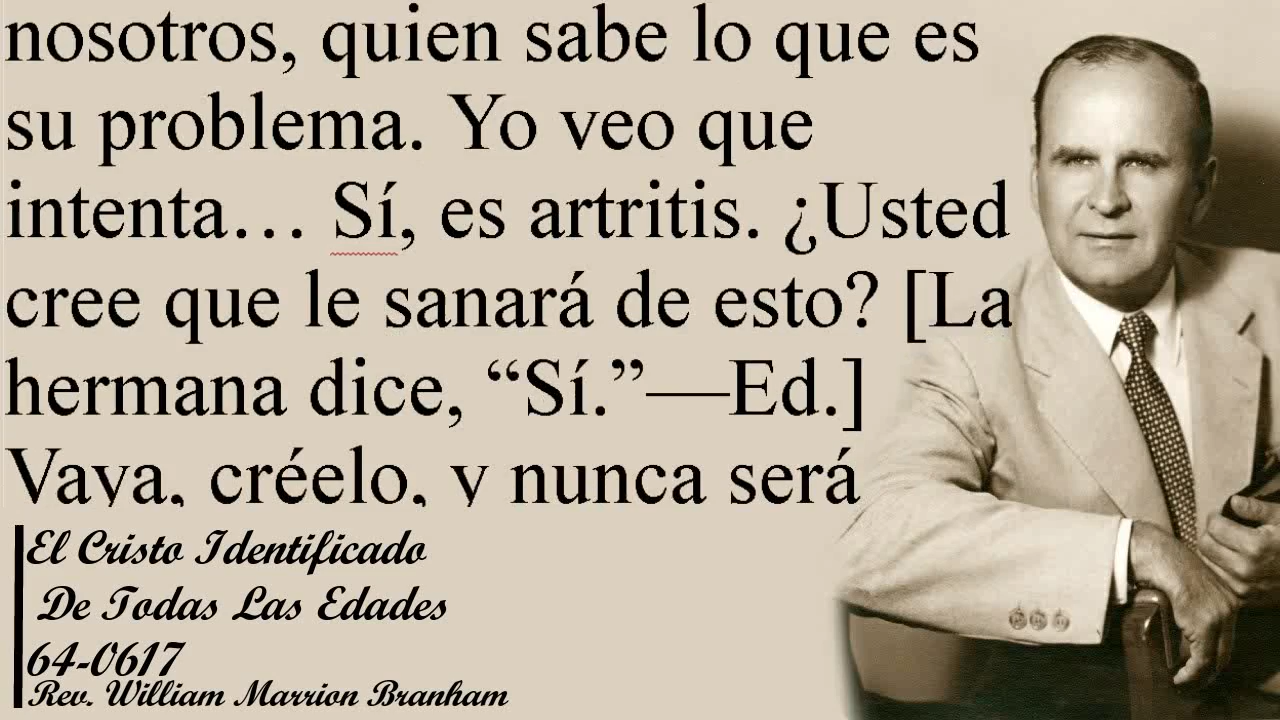 nosotros, quien sabe lo que es
su problema. Yo veo que
intenta… Sí, es artritis. ¿Usted
cree que le sanará de esto? [La
hermana dice, “Sí.”—Ed.]
Vaya, créelo, y nunca será
El Cristo Identificado
De Todas Las Edades
64-0617
Rev. William Marrion Branham